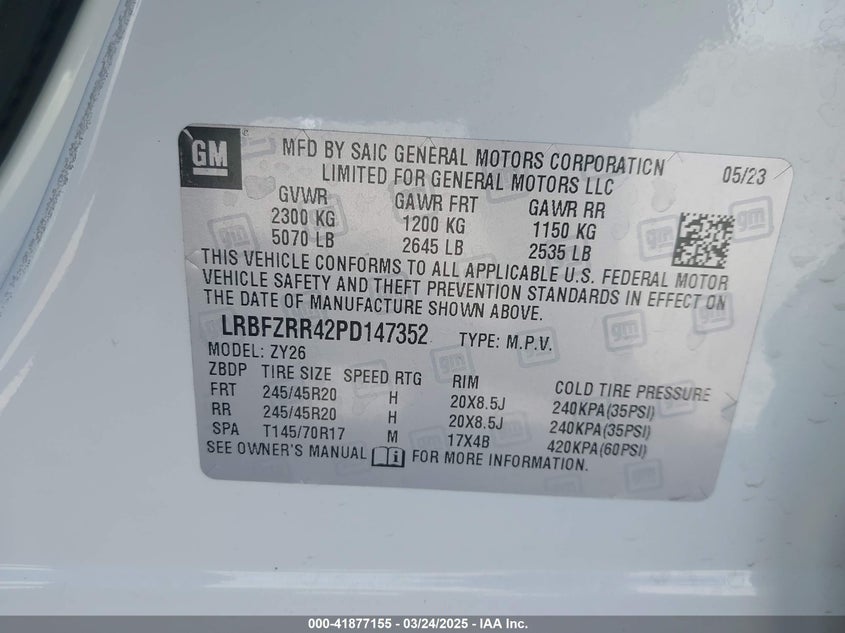 GM
MFD BY SAIC GENERAL MOTORS CORPORATION
LIMITED FOR GENERAL MOTORS LLC
05/23
GVWR GAWR FRT GAWR RR
2300 KG 1200 KG 1150 KG
5070 LB 2645 LB 2535 LB
THIS VEHICLE CONFORMS TO ALL APPLICABLE U.S. FEDERAL MOTOR
VEHICLE SAFETY AND THEFT PREVENTION STANDARDS IN EFFECT ON
THE DATE OF MANUFACTURE SHOWN ABOVE.
LRBFZRR42PD147352 TYPE: M.P.V.
MODEL: ZY26
ZBDP TIRE SIZE SPEED RTG RIM COLD TIRE PRESSURE
FRT 245/45R20 H 20X8.5J 240KPA(35PSI)
RR 245/45R20 H 20X8.5J 240KPA(35PSI)
SPA T145/70R17 M 17X4B 420KPA(60PSI)
SEE OWNER'S MANUAL i FOR MORE INFORMATION.
000-41877155 - 03/24/2025 - IAA Inc.